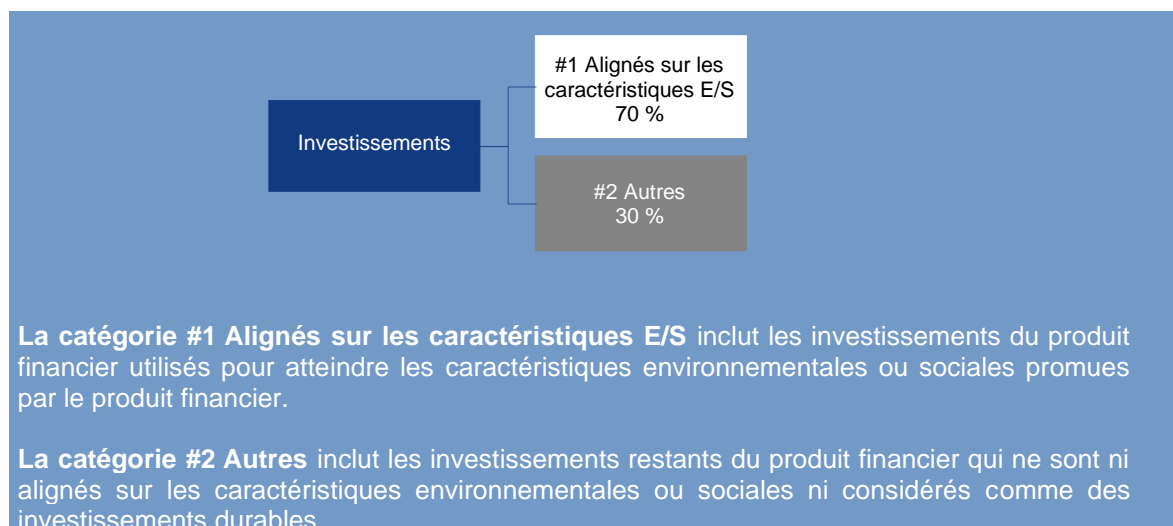 #1 Alignés sur les
caractéristiques E/S
70 %
Investissements
#2 Autres
30 %
La catégorie #1 Alignés sur les caractéristiques E/S inclut les investissements du produit
financier utilisés pour atteindre les caractéristiques environnementales ou sociales promues
par le produit financier.
La catégorie #2 Autres inclut les investissements restants du produit financier qui ne sont ni
alignés sur les caractéristiques environnementales ou sociales ni considérés comme des
investissements durables